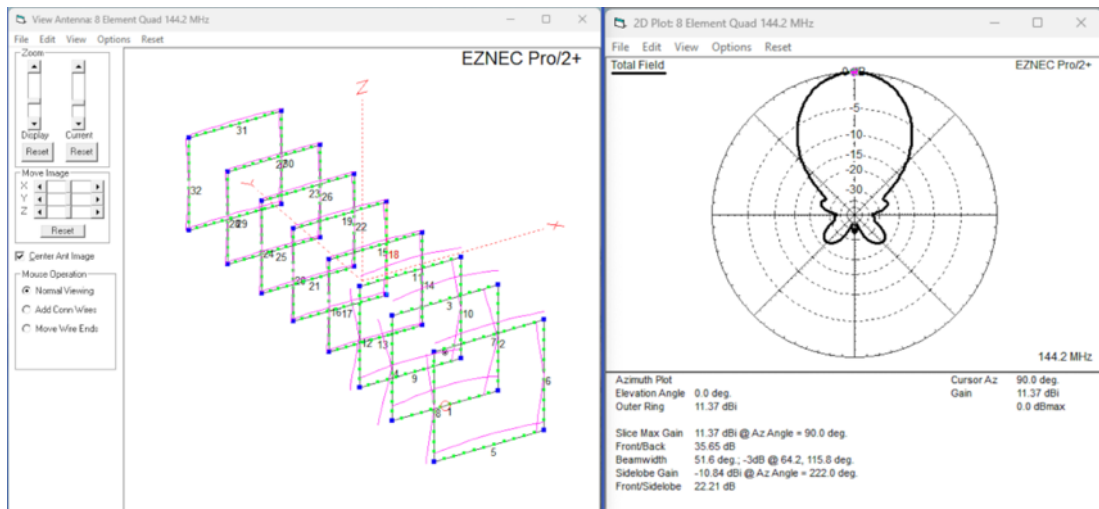 View Antenna: 8 Element Quad 144.2 MHz
File Edit View Options Reset
Zoom
Display Current
Reset Reset
Move Image
X
Y
Z
Reset
Center Ant Image
Mouse Operation
Normal Viewing
Add Conn Wires
Move Wire Ends
EZNEC Pro/2+
Z
31
30
32
23
26
Y
X
19
22
29
15
18
24
25
11
14
20
21
3
10
16
17
7
2
12
13
6
4
9
1
8
5
2D Plot: 8 Element Quad 144.2 MHz
File Edit View Options Reset
Total Field
EZNEC Pro/2+
-5
-10
-15
-20
-30
144.2 MHz
Azimuth Plot
Elevation Angle 0.0 deg.
Outer Ring 11.37 dBi
Cursor Az 90.0 deg.
Gain 11.37 dBi
0.0 dBmax
Slice Max Gain 11.37 dBi @ Az Angle = 90.0 deg.
Front/Back 35.65 dB
Beamwidth 51.6 deg.; -3dB @ 64.2, 115.8 deg.
Sidelobe Gain -10.84 dBi @ Az Angle = 222.0 deg.
Front/Sidelobe 22.21 dB